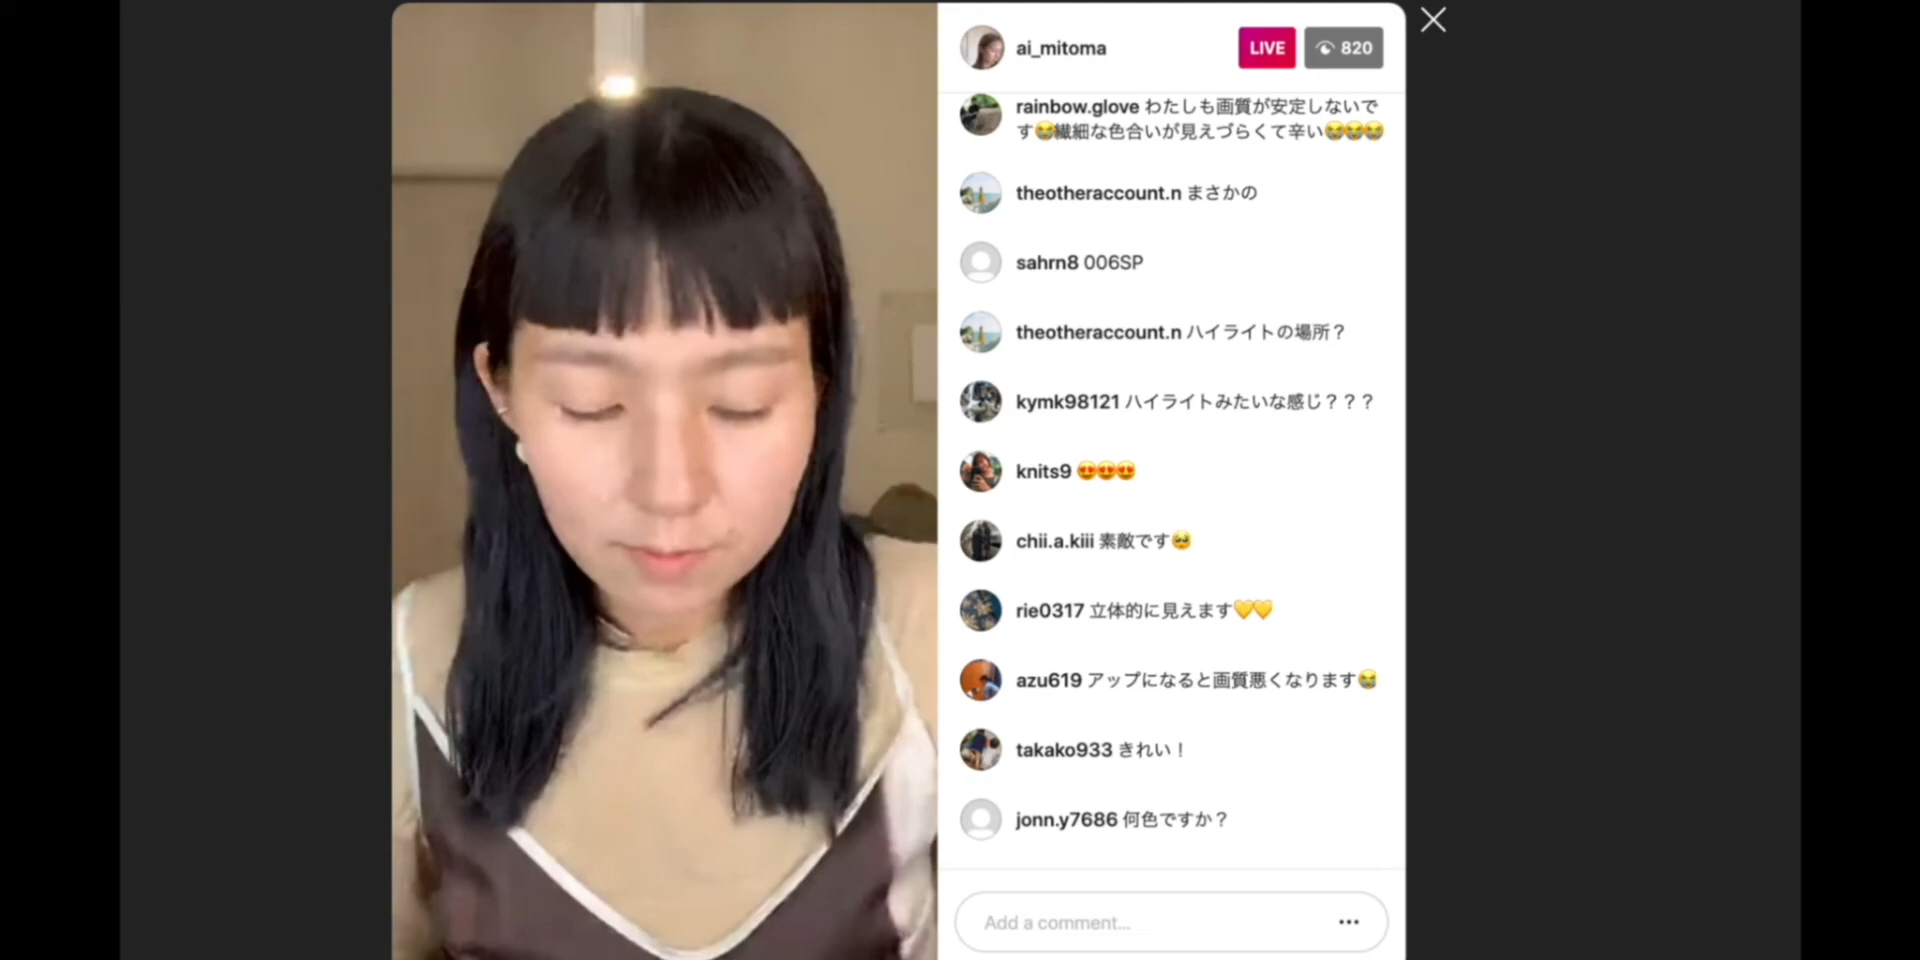 ai_mitoma
LIVE
820
rainbow.glove わたしも画質が安定しないで
す😭繊細な色合いが見えづらくて辛い😭😭😭
theotheraccount.n まさかの
sahrn8 006SP
theotheraccount.n ハイライトの場所？
kymk98121 ハイライトみたいな感じ？？？
knits9 😍😍😍
chii.a.kiii 素敵です🥹
rie0317 立体的に見えます💛💛
azu619 アップになると画質悪くなります😭
takako933 きれい！
jonn.y7686 何色ですか？
Add a comment...